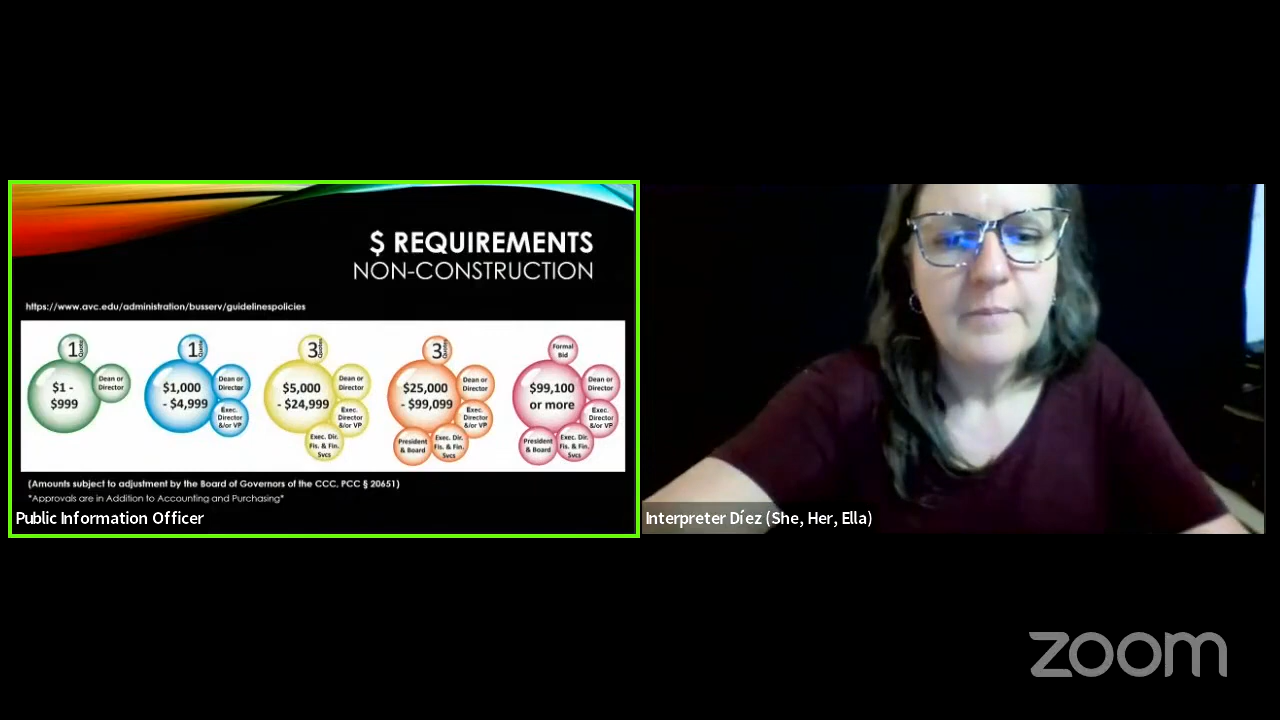 $ REQUIREMENTS
NON-CONSTRUCTION
https://www.avc.edu/administration/busserv/guidelinespolicies
1 Quote
$1 -
$999
Dean or
Director
1 Quote
$1,000
- $4,999
Dean or
Director
Exec.
Director
&/or VP
3 Quotes
$5,000
- $24,999
Dean or
Director
Exec.
Director
&/or VP
Exec. Dir.
Fis. & Fin.
Svcs
3 Quotes
$25,000
- $99,099
Dean or
Director
Exec.
Director
&/or VP
Exec. Dir.
Fis. & Fin.
Svcs
President
& Board
Formal
Bid
$99,100
or more
Dean or
Director
Exec.
Director
&/or VP
Exec. Dir.
Fis. & Fin.
Svcs
President
& Board
(Amounts subject to adjustment by the Board of Governors of the CCC, PCC § 20651)
*Approvals are in Addition to Accounting and Purchasing*
Public Information Officer
Interpreter Díez (She, Her, Ella)
zoom